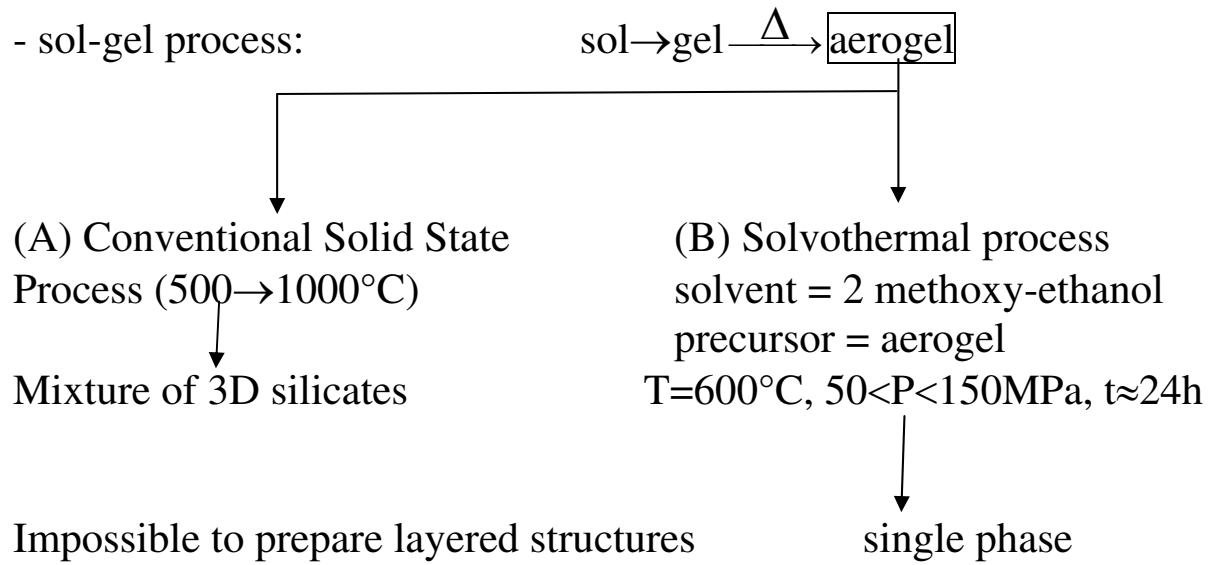 - sol-gel process: sol→gel —Δ→ aerogel
(A) Conventional Solid State
Process (500→1000°C)
Mixture of 3D silicates
Impossible to prepare layered structures
(B) Solvothermal process
solvent = 2 methoxy-ethanol
precursor = aerogel
T=600°C, 50<P<150MPa, t≈24h
single phase